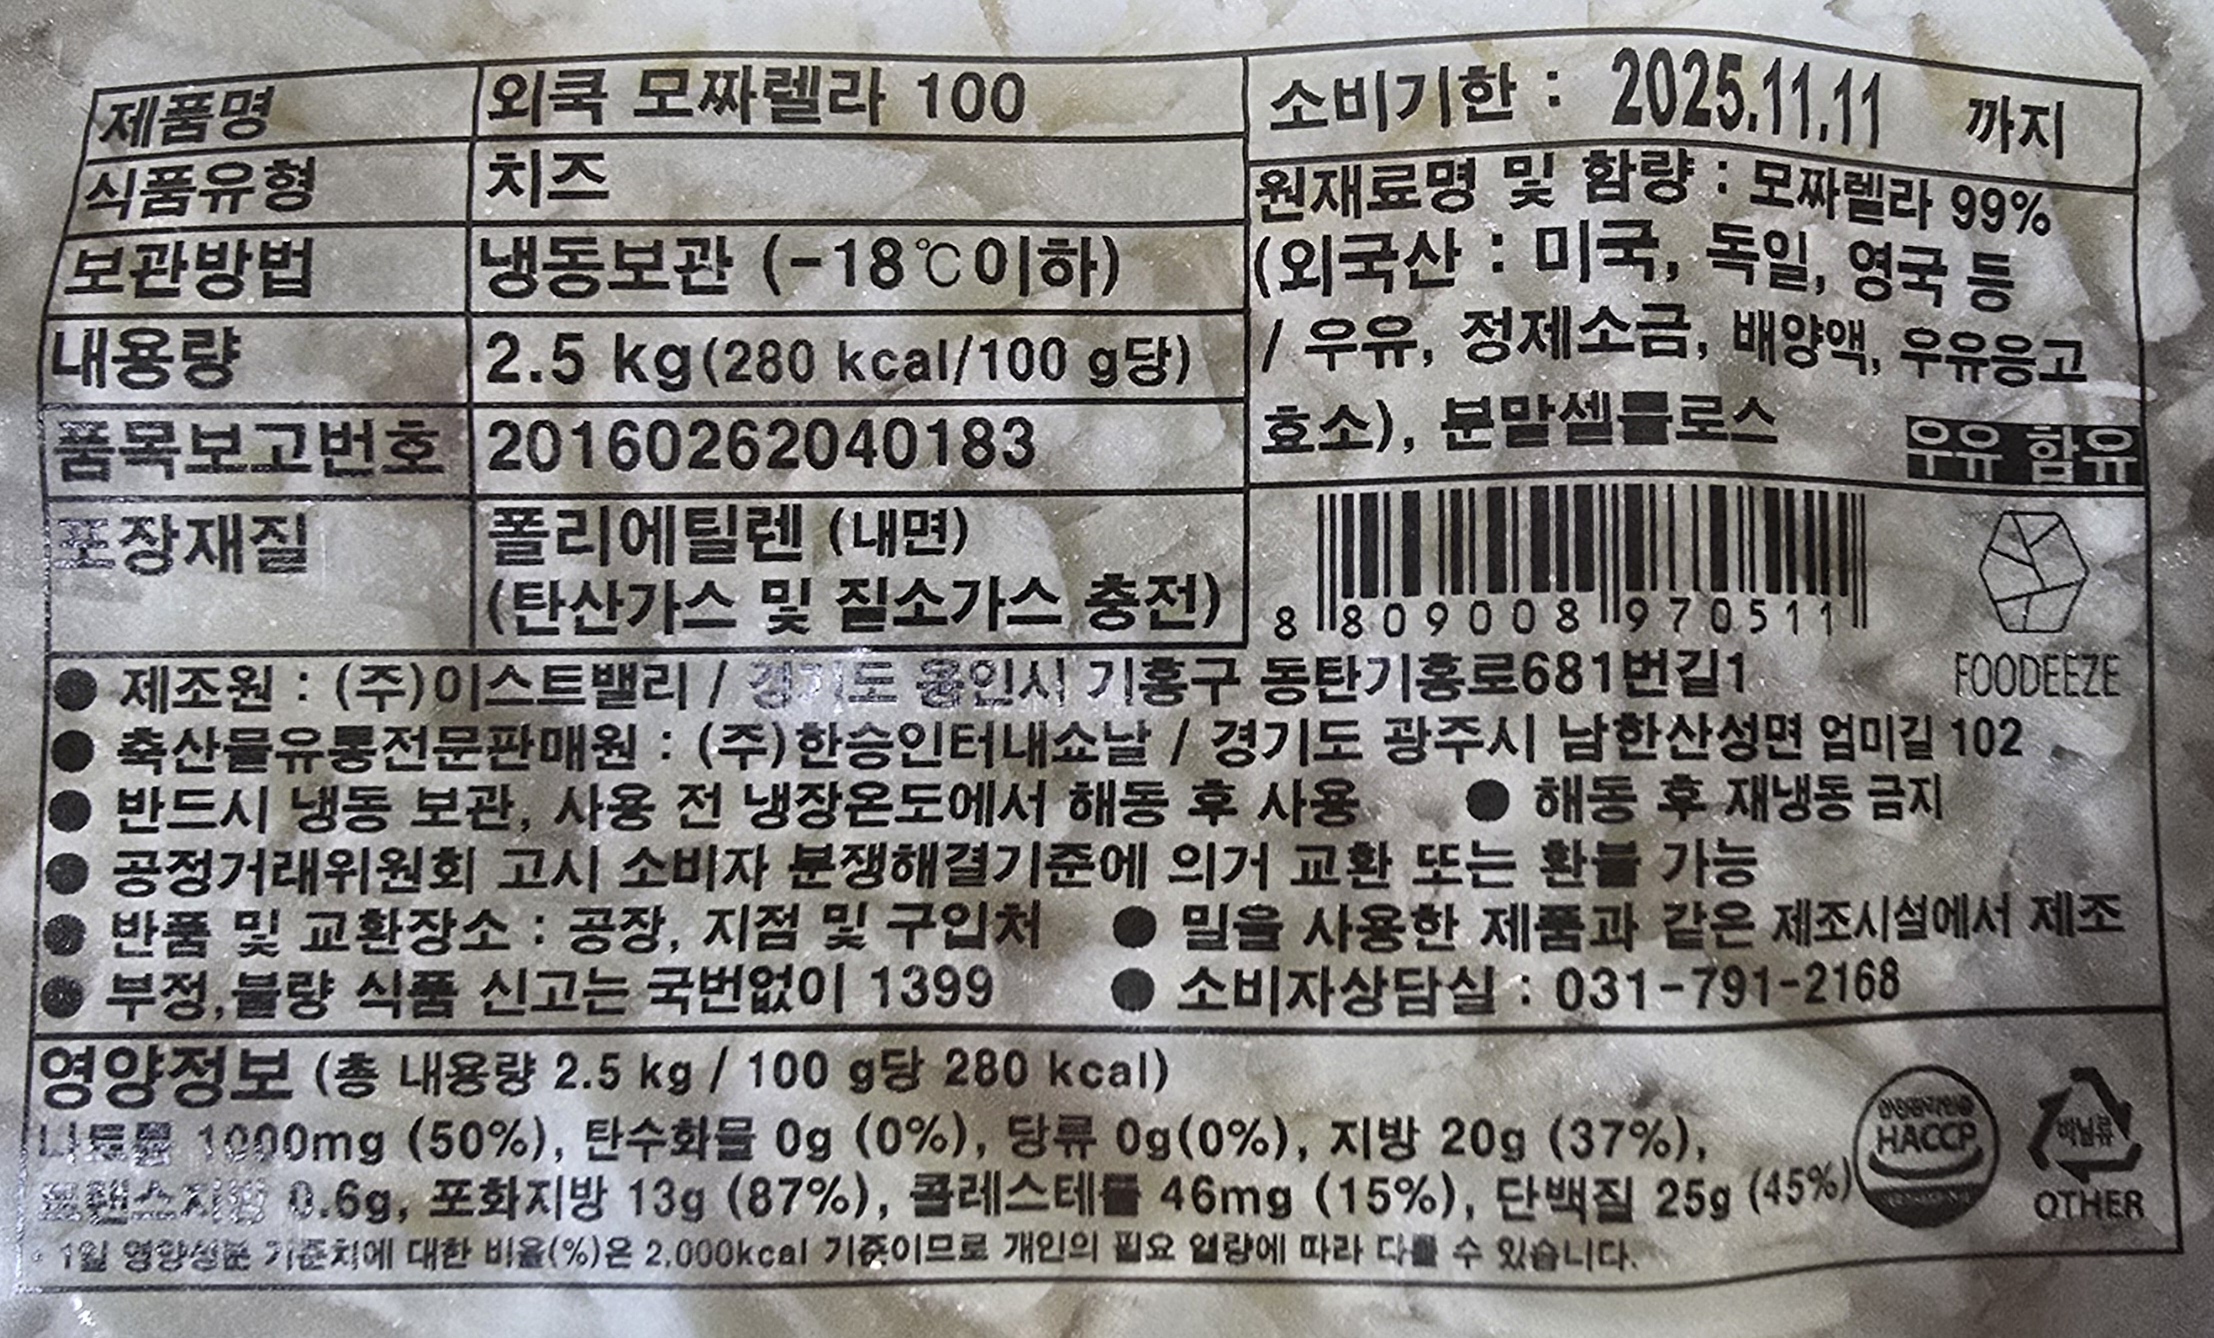 제품명 외쿡 모짜렐라 100
식품유형 치즈
보관방법 냉동보관 (-18℃이하)
내용량 2.5 kg(280 kcal/100 g당)
품목보고번호 20160262040183
포장재질 폴리에틸렌 (내면)
(탄산가스 및 질소가스 충전)
소비기한 : 2025.11.11 까지
원재료명 및 함량 : 모짜렐라 99%
(외국산 : 미국, 독일, 영국 등
/ 우유, 정제소금, 배양액, 우유응고
효소), 분말셀룰로스
우유 함유
8 809008 970511
FOODEEZE
● 제조원 : (주)이스트밸리 / 경기도 용인시 기흥구 동탄기흥로681번길1
● 축산물유통전문판매원 : (주)한승인터내쇼날 / 경기도 광주시 남한산성면 엄미길 102
● 반드시 냉동 보관, 사용 전 냉장온도에서 해동 후 사용 ● 해동 후 재냉동 금지
● 공정거래위원회 고시 소비자 분쟁해결기준에 의거 교환 또는 환불 가능
● 반품 및 교환장소 : 공장, 지점 및 구입처 ● 밀을 사용한 제품과 같은 제조시설에서 제조
● 부정,불량 식품 신고는 국번없이 1399 ● 소비자상담실 : 031-791-2168
영양정보 (총 내용량 2.5 kg / 100 g당 280 kcal)
나트륨 1000mg (50%), 탄수화물 0g (0%), 당류 0g(0%), 지방 20g (37%),
트랜스지방 0.6g, 포화지방 13g (87%), 콜레스테롤 46mg (15%), 단백질 25g (45%)
· 1일 영양성분 기준치에 대한 비율(%)은 2,000kcal 기준이므로 개인의 필요 열량에 따라 다를 수 있습니다.
안전관리인증
HACCP
비닐류
OTHER